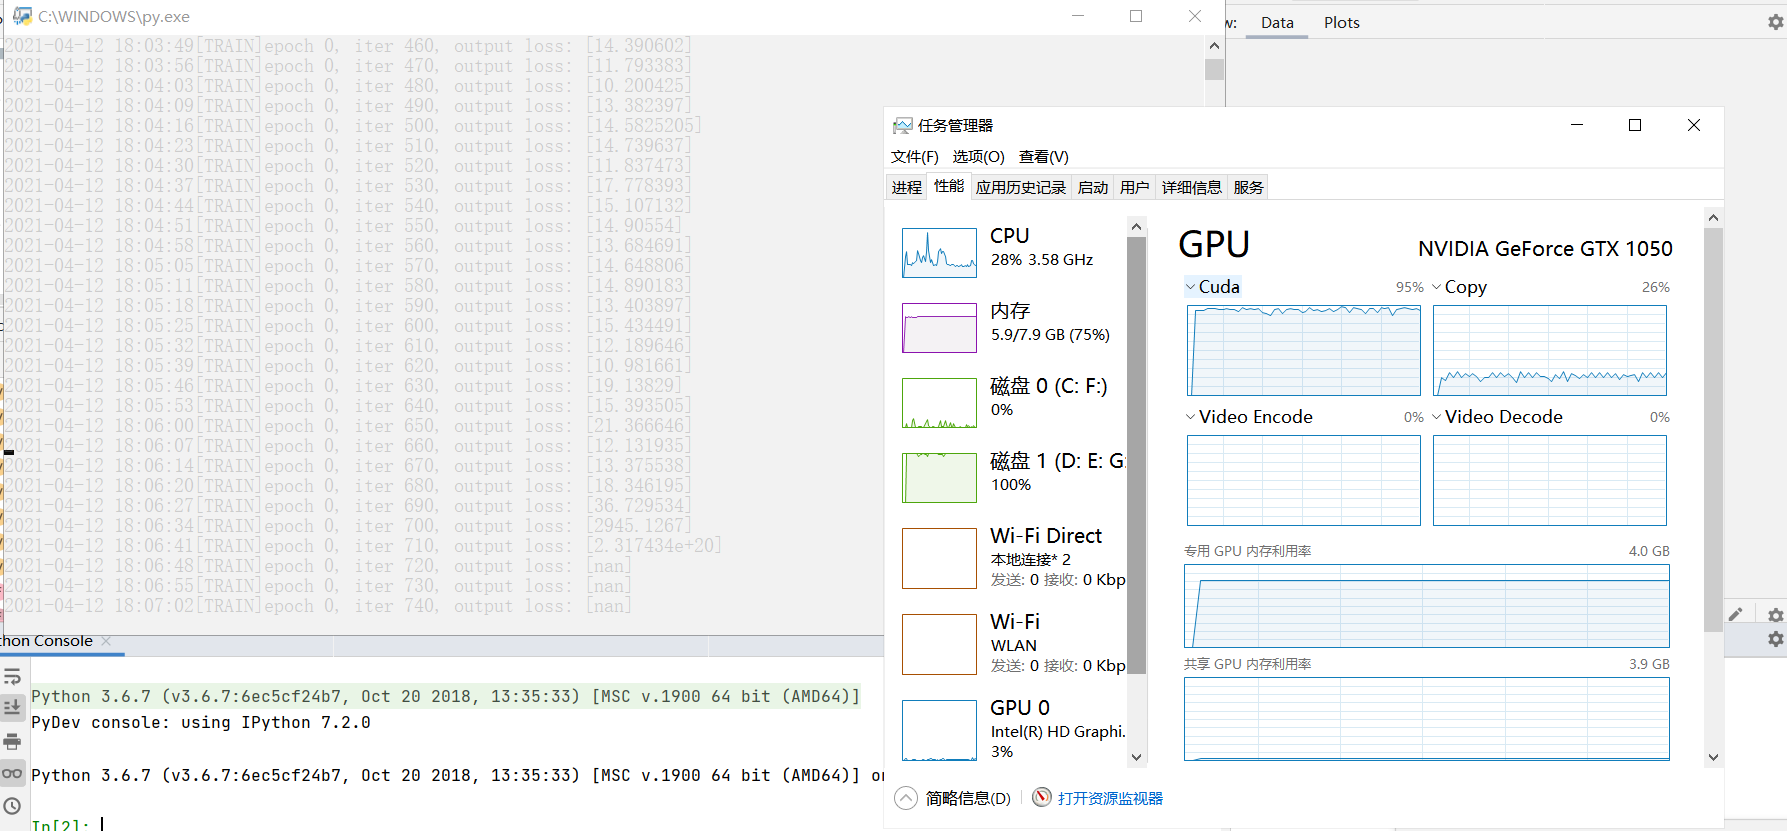 C:\WINDOWS\py.exe
2021-04-12 18:03:49[TRAIN]epoch 0, iter 460, output loss: [14.390602]
2021-04-12 18:03:56[TRAIN]epoch 0, iter 470, output loss: [11.793383]
2021-04-12 18:04:03[TRAIN]epoch 0, iter 480, output loss: [10.200425]
2021-04-12 18:04:09[TRAIN]epoch 0, iter 490, output loss: [13.382397]
2021-04-12 18:04:16[TRAIN]epoch 0, iter 500, output loss: [14.5825205]
2021-04-12 18:04:23[TRAIN]epoch 0, iter 510, output loss: [14.739637]
2021-04-12 18:04:30[TRAIN]epoch 0, iter 520, output loss: [11.837473]
2021-04-12 18:04:37[TRAIN]epoch 0, iter 530, output loss: [17.778393]
2021-04-12 18:04:44[TRAIN]epoch 0, iter 540, output loss: [15.107132]
2021-04-12 18:04:51[TRAIN]epoch 0, iter 550, output loss: [14.90554]
2021-04-12 18:04:58[TRAIN]epoch 0, iter 560, output loss: [13.684691]
2021-04-12 18:05:05[TRAIN]epoch 0, iter 570, output loss: [14.648806]
2021-04-12 18:05:11[TRAIN]epoch 0, iter 580, output loss: [14.890183]
2021-04-12 18:05:18[TRAIN]epoch 0, iter 590, output loss: [13.403897]
2021-04-12 18:05:25[TRAIN]epoch 0, iter 600, output loss: [15.434491]
2021-04-12 18:05:32[TRAIN]epoch 0, iter 610, output loss: [12.189646]
2021-04-12 18:05:39[TRAIN]epoch 0, iter 620, output loss: [10.981661]
2021-04-12 18:05:46[TRAIN]epoch 0, iter 630, output loss: [19.13829]
2021-04-12 18:05:53[TRAIN]epoch 0, iter 640, output loss: [15.393505]
2021-04-12 18:06:00[TRAIN]epoch 0, iter 650, output loss: [21.366646]
2021-04-12 18:06:07[TRAIN]epoch 0, iter 660, output loss: [12.131935]
2021-04-12 18:06:14[TRAIN]epoch 0, iter 670, output loss: [13.375538]
2021-04-12 18:06:20[TRAIN]epoch 0, iter 680, output loss: [18.346195]
2021-04-12 18:06:27[TRAIN]epoch 0, iter 690, output loss: [36.729534]
2021-04-12 18:06:34[TRAIN]epoch 0, iter 700, output loss: [2945.1267]
2021-04-12 18:06:41[TRAIN]epoch 0, iter 710, output loss: [2.317434e+20]
2021-04-12 18:06:48[TRAIN]epoch 0, iter 720, output loss: [nan]
2021-04-12 18:06:55[TRAIN]epoch 0, iter 730, output loss: [nan]
2021-04-12 18:07:02[TRAIN]epoch 0, iter 740, output loss: [nan]
w: Data Plots
任务管理器
文件(F) 选项(O) 查看(V)
进程 性能 应用历史记录 启动 用户 详细信息 服务
CPU
28% 3.58 GHz
内存
5.9/7.9 GB (75%)
磁盘 0 (C: F:)
0%
磁盘 1 (D: E: G:
100%
Wi-Fi Direct
本地连接* 2
发送: 0 接收: 0 Kbp
Wi-Fi
WLAN
发送: 0 接收: 0 Kbp
GPU 0
Intel(R) HD Graphi.
3%
GPU NVIDIA GeForce GTX 1050
Cuda 95% Copy 26%
Video Encode 0% Video Decode 0%
专用 GPU 内存利用率 4.0 GB
共享 GPU 内存利用率 3.9 GB
简略信息(D) 打开资源监视器
thon Console
Python 3.6.7 (v3.6.7:6ec5cf24b7, Oct 20 2018, 13:35:33) [MSC v.1900 64 bit (AMD64)]
PyDev console: using IPython 7.2.0
Python 3.6.7 (v3.6.7:6ec5cf24b7, Oct 20 2018, 13:35:33) [MSC v.1900 64 bit (AMD64)] on
In[2]: